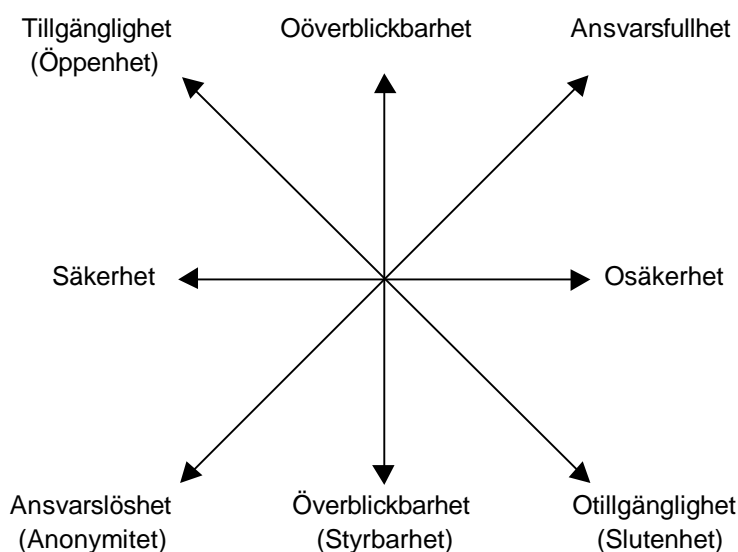 Tillgänglighet
(Öppenhet)
Oöverblickbarhet
Ansvarsfullhet
Säkerhet
Osäkerhet
Ansvarslöshet
(Anonymitet)
Överblickbarhet
(Styrbarhet)
Otillgänglighet
(Slutenhet)